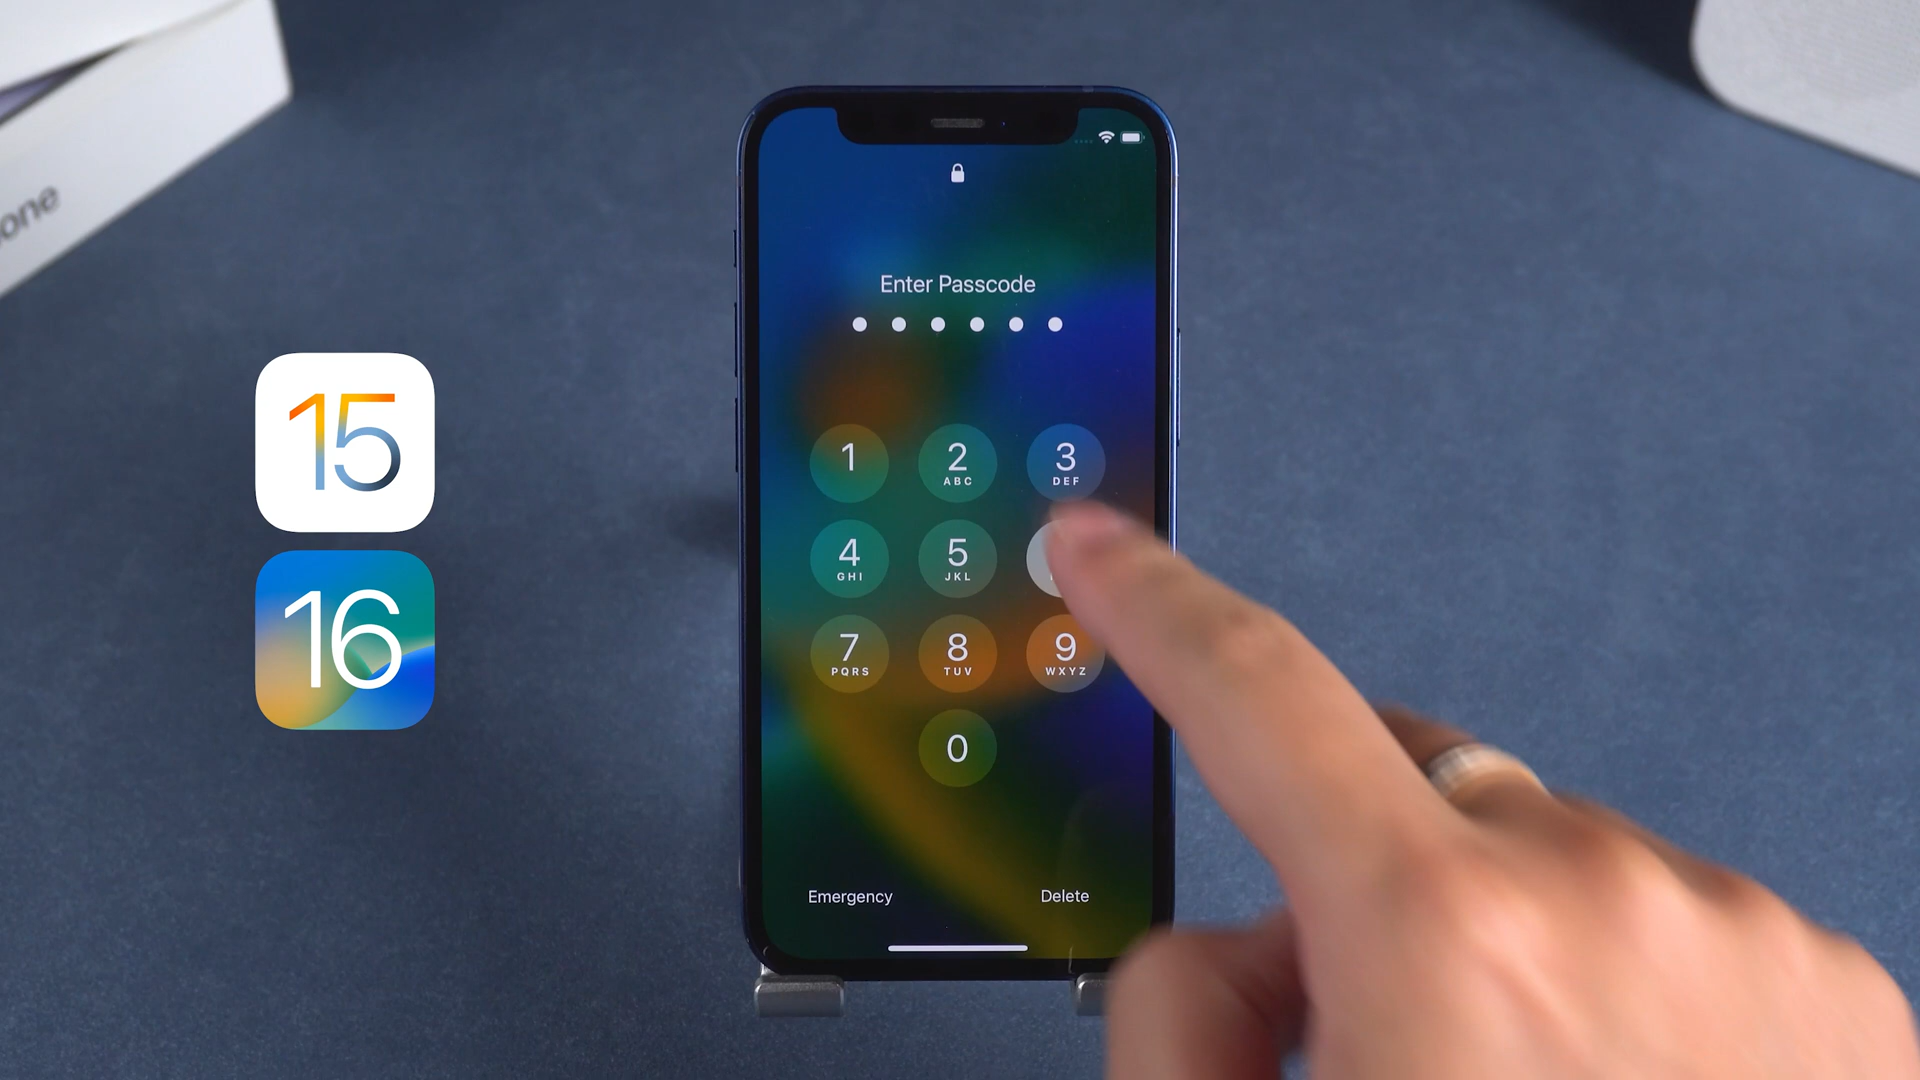 one
Enter Passcode
1
2
ABC
3
DEF
4
GHI
5
JKL
7
PQRS
8
TUV
9
WXYZ
0
Emergency
Delete
15
16